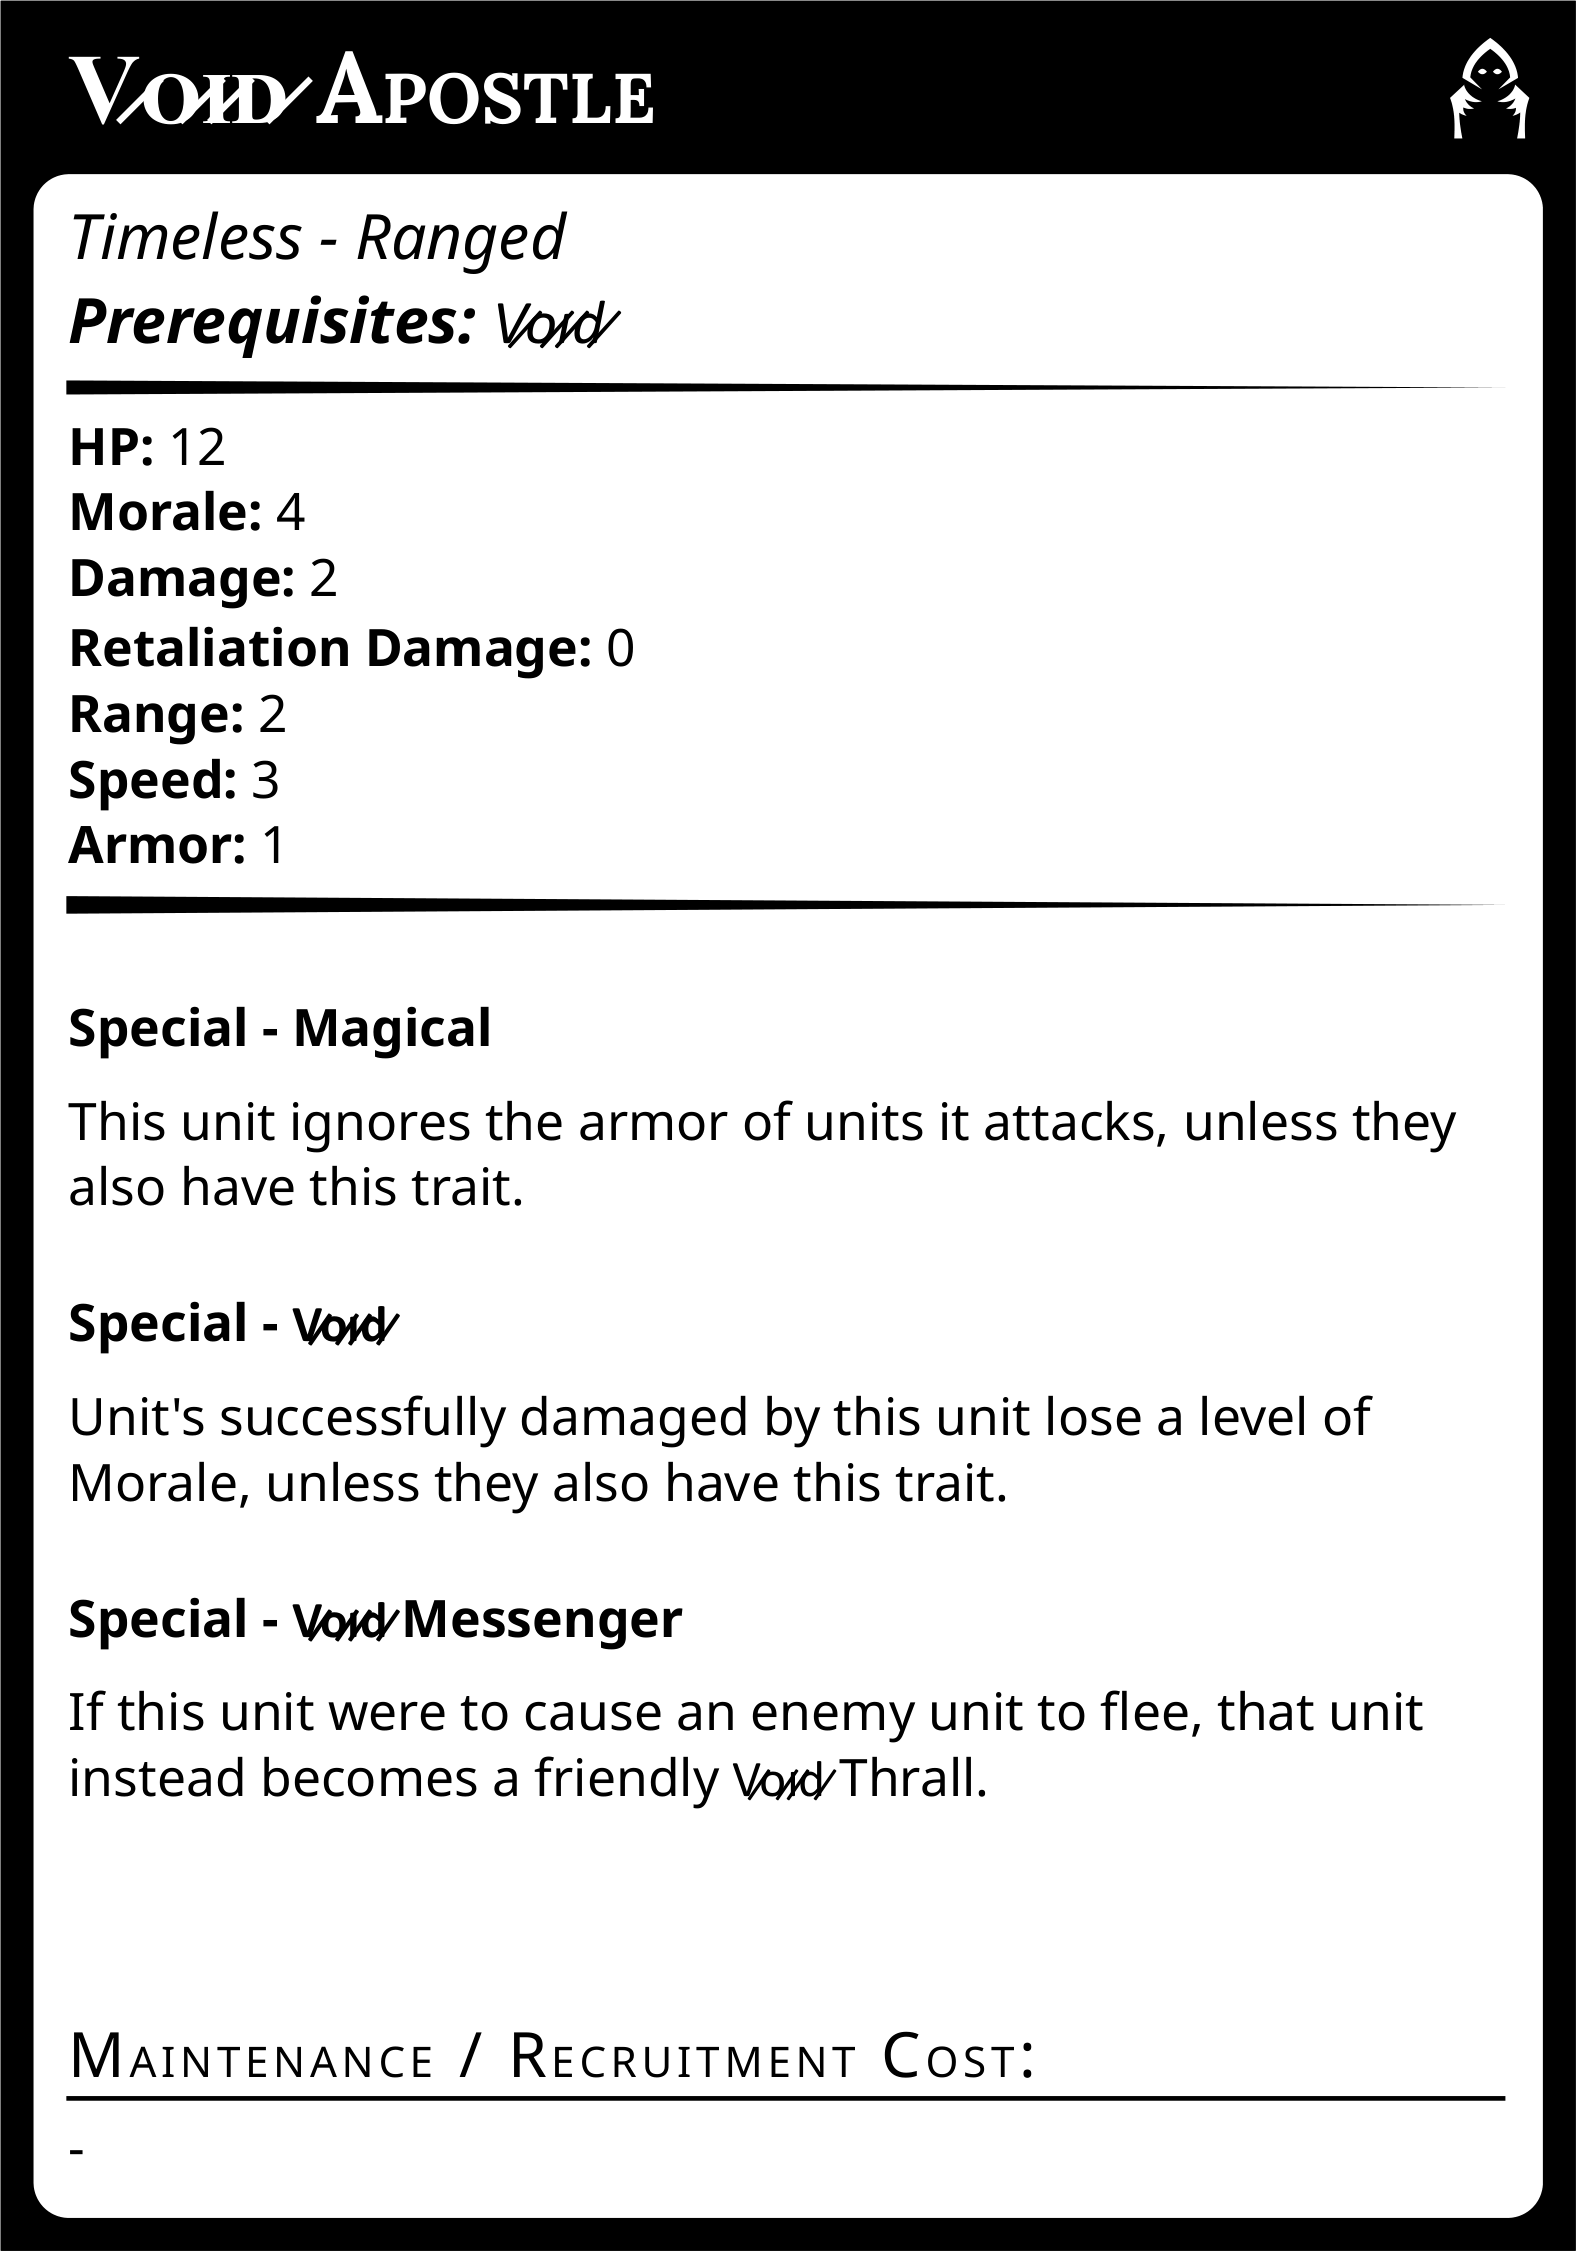 Void Apostle
Timeless - Ranged
Prerequisites: Void
HP: 12
Morale: 4
Damage: 2
Retaliation Damage: 0
Range: 2
Speed: 3
Armor: 1
Special - Magical
This unit ignores the armor of units it attacks, unless they
also have this trait.
Special - Void
Unit's successfully damaged by this unit lose a level of
Morale, unless they also have this trait.
Special - Void Messenger
If this unit were to cause an enemy unit to flee, that unit
instead becomes a friendly Void Thrall.
Maintenance / Recruitment Cost:
-